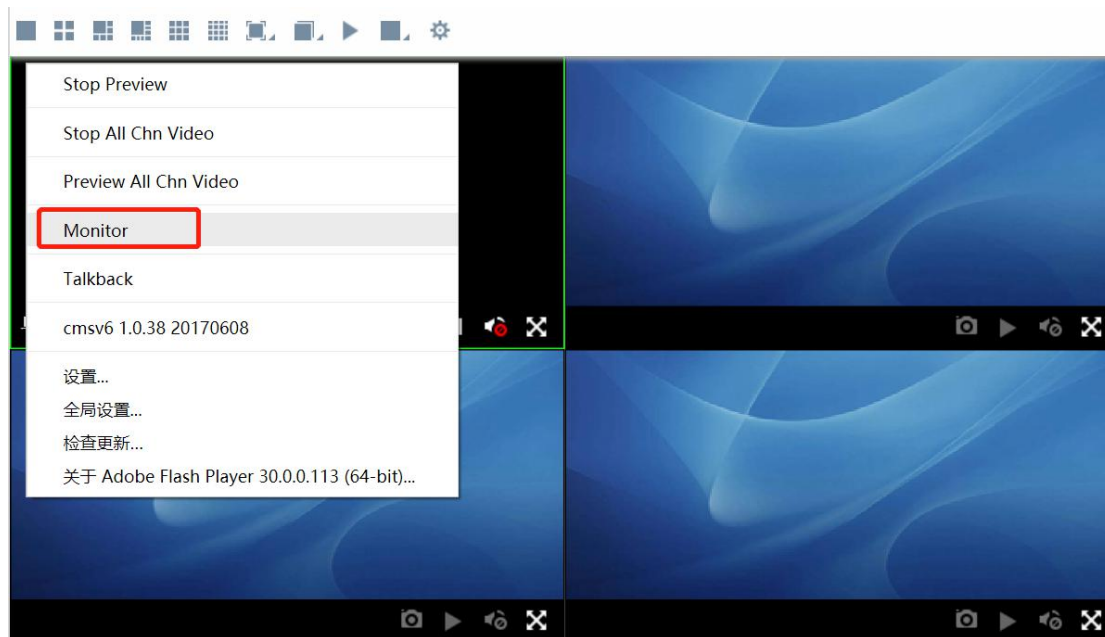 Stop Preview
Stop All Chn Video
Preview All Chn Video
Monitor
Talkback
cmsv6 1.0.38 20170608
设置...
全局设置...
检查更新...
关于 Adobe Flash Player 30.0.0.113 (64-bit)...